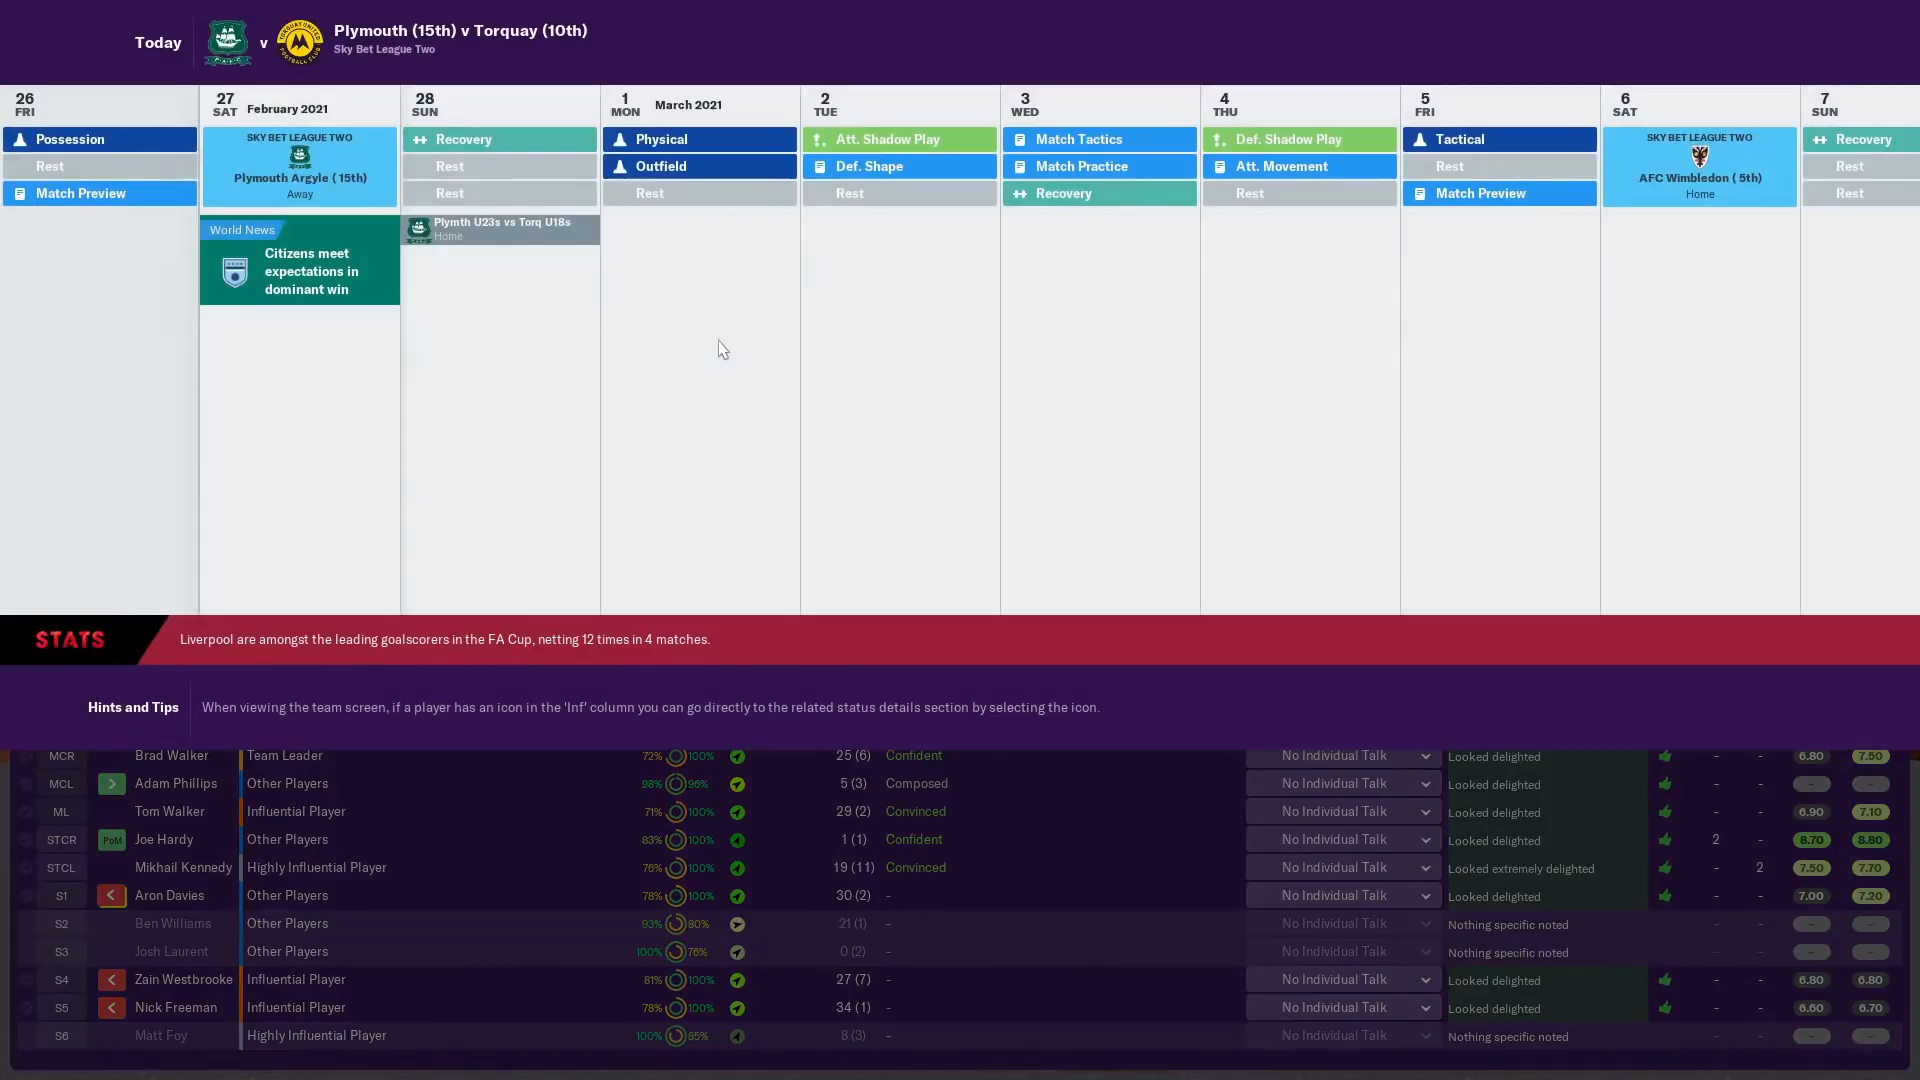 Today
v
Plymouth (15th) v Torquay (10th)
Sky Bet League Two
26
FRI
Possession
Rest
Match Preview
27
SAT
February 2021
SKY BET LEAGUE TWO
Plymouth Argyle ( 15th)
Away
World News
Citizens meet
expectations in
dominant win
28
SUN
Recovery
Rest
Rest
Plymth U23s vs Torq U18s
Home
1
MON
March 2021
Physical
Outfield
Rest
2
TUE
Att. Shadow Play
Def. Shape
Rest
3
WED
Match Tactics
Match Practice
Recovery
4
THU
Def. Shadow Play
Att. Movement
Rest
5
FRI
Tactical
Rest
Match Preview
6
SAT
SKY BET LEAGUE TWO
AFC Wimbledon ( 5th)
Home
7
SUN
Recovery
Rest
Rest
STATS
Liverpool are amongst the leading goalscorers in the FA Cup, netting 12 times in 4 matches.
Hints and Tips
When viewing the team screen, if a player has an icon in the 'Inf' column you can go directly to the related status details section by selecting the icon.
MCR Brad Walker Team Leader 72% 100% 25 (6) Confident No Individual Talk Looked delighted - - 6.80 7.50
MCL Adam Phillips Other Players 98% 96% 5 (3) Composed No Individual Talk Looked delighted - - - -
ML Tom Walker Influential Player 71% 100% 29 (2) Convinced No Individual Talk Looked delighted - - 6.90 7.10
STCR PoM Joe Hardy Other Players 83% 100% 1 (1) Confident No Individual Talk Looked delighted 2 - 8.70 8.80
STCL Mikhail Kennedy Highly Influential Player 76% 100% 19 (11) Convinced No Individual Talk Looked extremely delighted - 2 7.50 7.70
S1 Aron Davies Other Players 78% 100% 30 (2) - No Individual Talk Looked delighted - - 7.00 7.20
S2 Ben Williams Other Players 93% 80% 21 (1) - No Individual Talk Nothing specific noted - - - -
S3 Josh Laurent Other Players 100% 76% 0 (2) - No Individual Talk Nothing specific noted - - - -
S4 Zain Westbrooke Influential Player 81% 100% 27 (7) - No Individual Talk Looked delighted - - 6.80 6.80
S5 Nick Freeman Influential Player 78% 100% 34 (1) - No Individual Talk Looked delighted - - 6.60 6.70
S6 Matt Foy Highly Influential Player 100% 85% 8 (3) - No Individual Talk Nothing specific noted - - - -